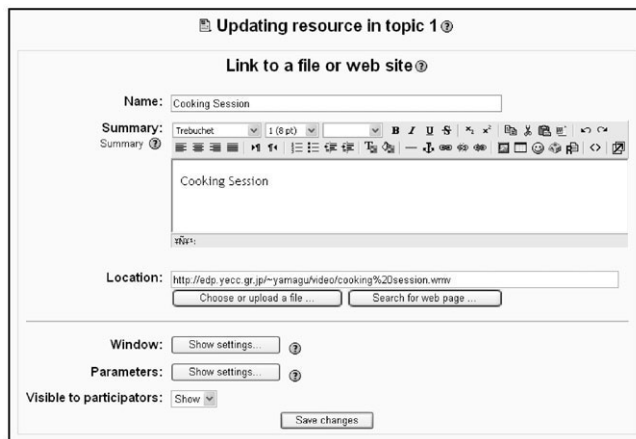 Updating resource in topic 1
Link to a file or web site
Name: Cooking Session
Summary: Trebuchet 1 (8 pt) B I U S
Summary
Cooking Session
Location: http://edp.yecc.gr.jp/~yamagu/video/cooking%20session.wmv
Choose or upload a file ... Search for web page ...
Window: Show settings...
Parameters: Show settings...
Visible to participators: Show
Save changes